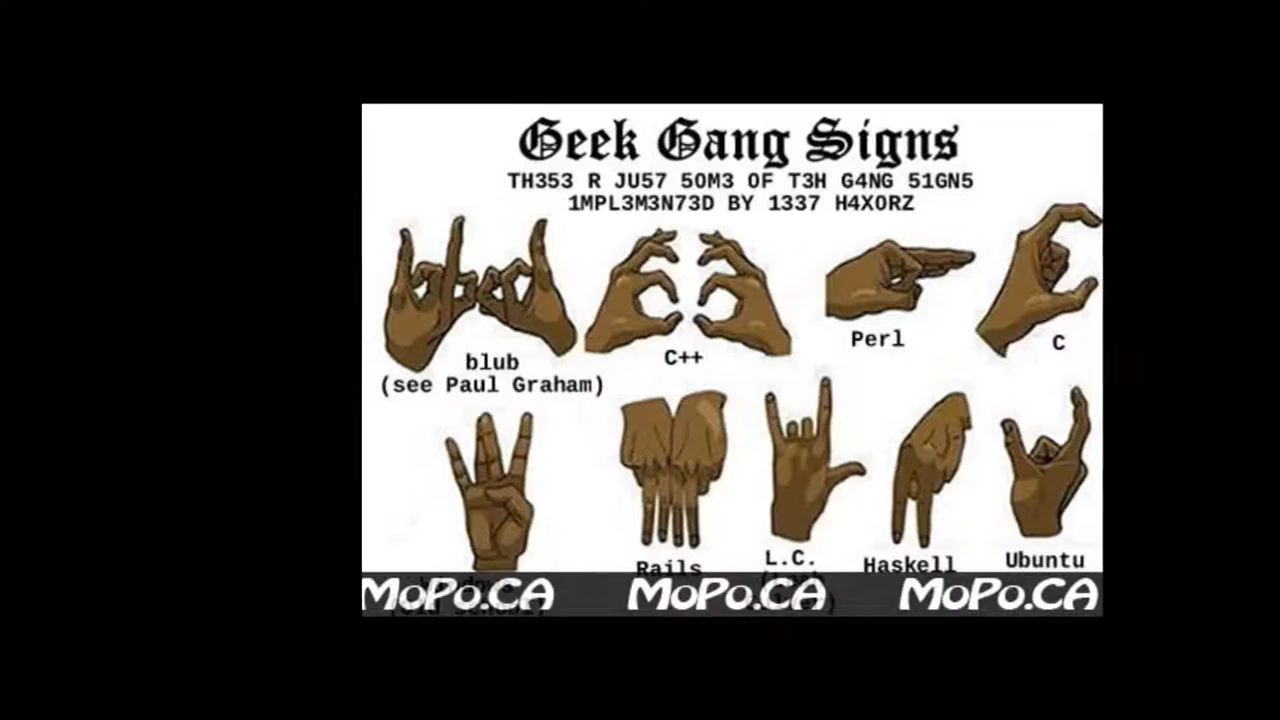 Geek Gang Signs
TH353 R JU57 50M3 0F T3H G4NG 51GN5
1MPL3M3N73D BY 1337 H4X0RZ
blub
(see Paul Graham)
C++
Perl
C
Rails
L.C.
Haskell
Ubuntu
MoPo.CA MoPo.CA MoPo.CA